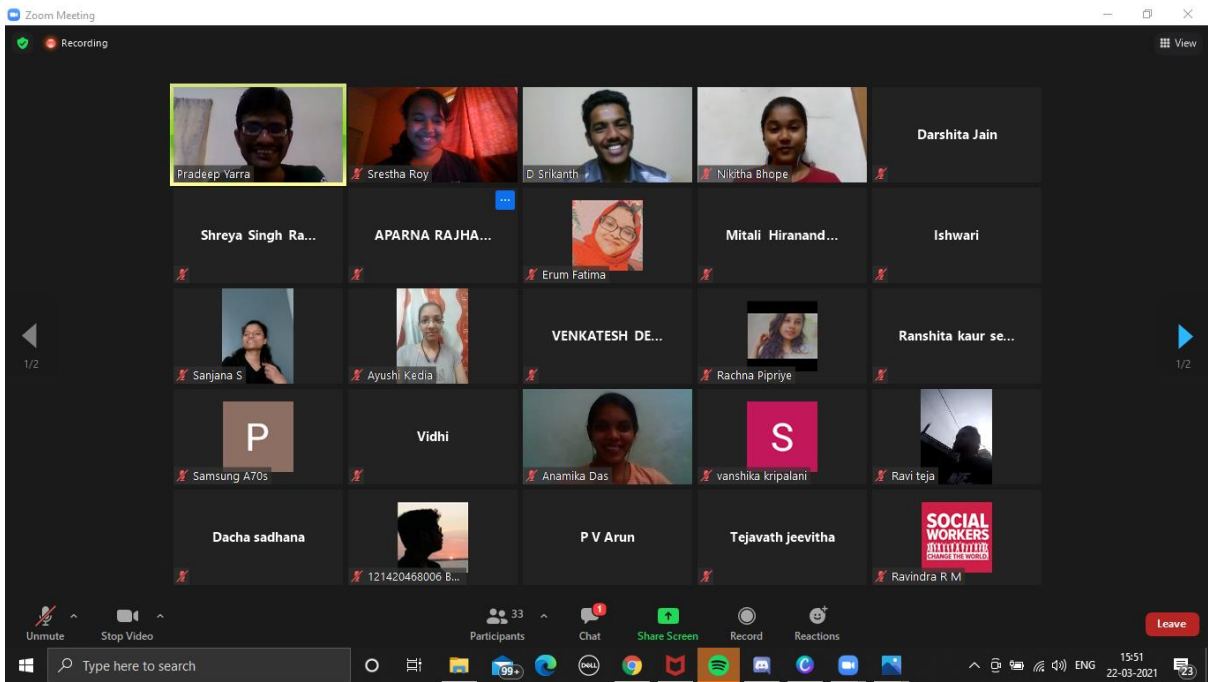 Zoom Meeting
Recording
View
Pradeep Yarra
Srestha Roy
D Srikanth
Nikitha Bhope
Darshita Jain
Shreya Singh Ra...
APARNA RAJHA...
Erum Fatima
Mitali Hiranand...
Ishwari
Sanjana S
Ayushi Kedia
VENKATESH DE...
Rachna Pipriye
Ranshita kaur se...
1/2
1/2
P
Samsung A70s
Vidhi
Anamika Das
S
vanshika kripalani
Ravi teja
Dacha sadhana
121420468006 B...
P V Arun
Tejavath jeevitha
SOCIAL
WORKERS
CHANGE THE WORLD.
Ravindra R M
Unmute
Stop Video
33
Participants
1
Chat
Share Screen
Record
Reactions
Leave
Type here to search
99+
DELL
ENG
15:51
22-03-2021
23